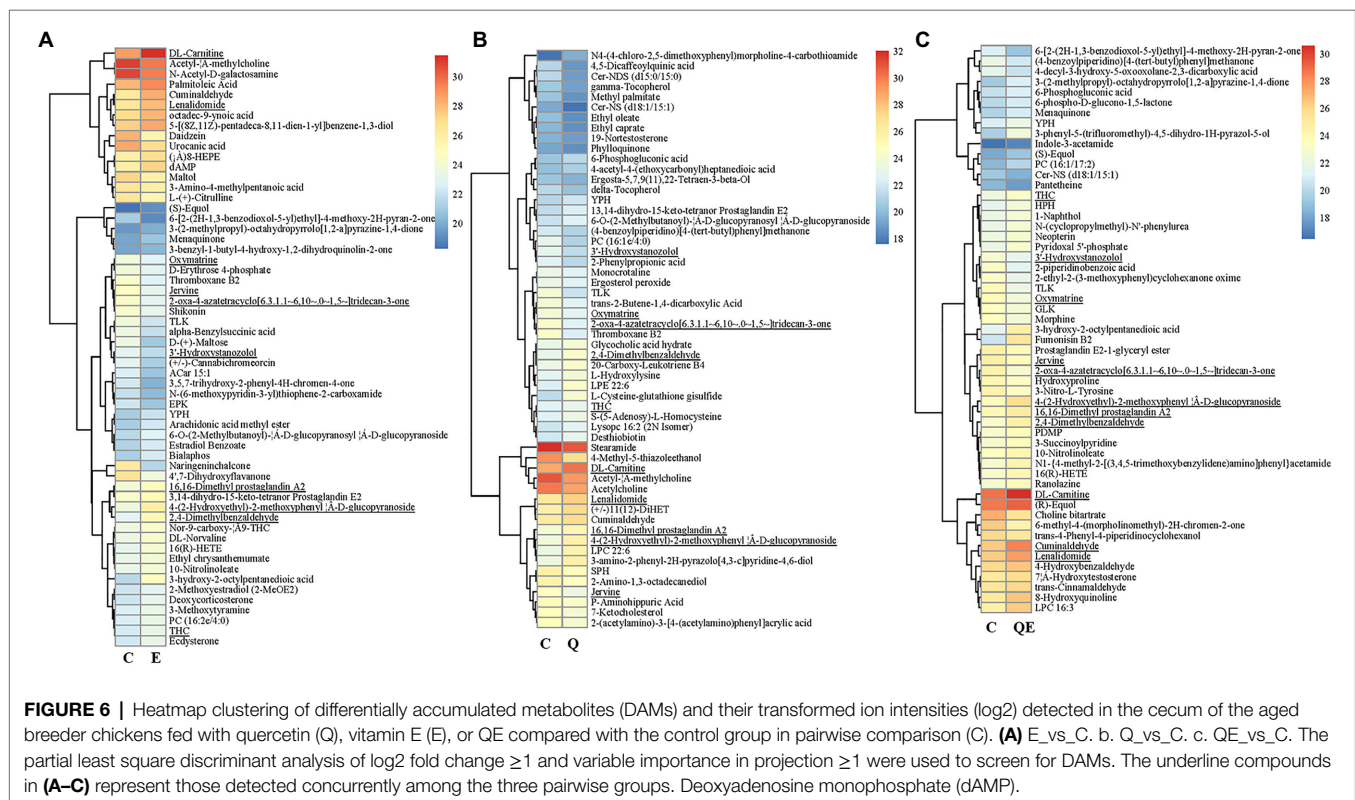 A
DL-Carnitine
Acetyl-¦Â-methylcholine
N-Acetyl-D-galactosamine
Palmitoleic Acid
Cuminaldehyde
Lenalidomide
octadec-9-ynoic acid
5-[(8Z,11Z)-pentadeca-8,11-dien-1-yl]benzene-1,3-diol
Daidzein
Urocanic acid
(¡À)8-HEPE
dAMP
Maltol
3-Amino-4-methylpentanoic acid
L-(+)-Citrulline
(S)-Equol
6-[2-(2H-1,3-benzodioxol-5-yl)ethyl]-4-methoxy-2H-pyran-2-one
3-(2-methylpropyl)-octahydropyrrolo[1,2-a]pyrazine-1,4-dione
Menaquinone
3-benzyl-1-butyl-4-hydroxy-1,2-dihydroquinolin-2-one
Oxymatrine
D-Erythrose 4-phosphate
Thromboxane B2
Jervine
2-oxa-4-azatetracyclo[6.3.1.1~6,10~.0~1,5~]tridecan-3-one
Shikonin
TLK
alpha-Benzylsuccinic acid
D-(+)-Maltose
3'-Hydroxystanozolol
(+/-)-Cannabichromeorcin
ACar 15:1
3,5,7-trihydroxy-2-phenyl-4H-chromen-4-one
N-(6-methoxypyridin-3-yl)thiophene-2-carboxamide
EPK
YPH
Arachidonic acid methyl ester
6-O-(2-Methylbutanoyl)-¦Á-D-glucopyranosyl ¦Á-D-glucopyranoside
Estradiol Benzoate
Bialaphos
Naringeninchalcone
4',7-Dihydroxyflavanone
16,16-Dimethyl prostaglandin A2
3,14-dihydro-15-keto-tetranor Prostaglandin E2
4-(2-Hydroxyethyl)-2-methoxyphenyl ¦Â-D-glucopyranoside
2,4-Dimethylbenzaldehyde
Nor-9-carboxy-¦Ä9-THC
DL-Norvaline
16(R)-HETE
Ethyl chrysanthemumate
10-Nitrolinoleate
3-hydroxy-2-octylpentanedioic acid
2-Methoxyestradiol (2-MeOE2)
Deoxycorticosterone
3-Methoxytyramine
PC (16:2e/4:0)
THC
Ecdysterone
C E
30
28
26
24
22
20
B
N4-(4-chloro-2,5-dimethoxyphenyl)morpholine-4-carbothioamide
4,5-Dicaffeoylquinic acid
Cer-NDS (d15:0/15:0)
gamma-Tocopherol
Methyl palmitate
Cer-NS (d18:1/15:1)
Ethyl oleate
Ethyl caprate
19-Nortestosterone
Phylloquinone
6-Phosphogluconic acid
4-acetyl-4-(ethoxycarbonyl)heptanedioic acid
Ergosta-5,7,9(11),22-Tetraen-3-beta-Ol
delta-Tocopherol
YPH
13,14-dihydro-15-keto-tetranor Prostaglandin E2
6-O-(2-Methylbutanoyl)-¦Á-D-glucopyranosyl ¦Á-D-glucopyranoside
(4-benzoylpiperidino)[4-(tert-butyl)phenyl]methanone
PC (16:1e/4:0)
3'-Hydroxystanozolol
2-Phenylpropionic acid
Monocrotaline
Ergosterol peroxide
TLK
trans-2-Butene-1,4-dicarboxylic Acid
Oxymatrine
2-oxa-4-azatetracyclo[6.3.1.1~6,10~.0~1,5~]tridecan-3-one
Thromboxane B2
Glycocholic acid hydrate
2,4-Dimethylbenzaldehyde
20-Carboxy-Leukotriene B4
L-Hydroxylysine
LPE 22:6
L-Cysteine-glutathione gisulfide
THC
S-(5-Adenosy)-L-Homocysteine
Lysopc 16:2 (2N Isomer)
Desthiobiotin
Stearamide
4-Methyl-5-thiazoleethanol
DL-Carnitine
Acetyl-¦Â-methylcholine
Acetylcholine
Lenalidomide
(+/-)11(12)-DiHET
Cuminaldehyde
16,16-Dimethyl prostaglandin A2
4-(2-Hydroxyethyl)-2-methoxyphenyl ¦Â-D-glucopyranoside
LPC 22:6
3-amino-2-phenyl-2H-pyrazolo[4,3-c]pyridine-4,6-diol
SPH
2-Amino-1,3-octadecanediol
Jervine
P-Aminohippuric Acid
7-Ketocholesterol
2-(acetylamino)-3-[4-(acetylamino)phenyl]acrylic acid
C Q
32
30
28
26
24
22
20
18
C
6-[2-(2H-1,3-benzodioxol-5-yl)ethyl]-4-methoxy-2H-pyran-2-one
(4-benzoylpiperidino)[4-(tert-butyl)phenyl]methanone
4-decyl-3-hydroxy-5-oxooxolane-2,3-dicarboxylic acid
3-(2-methylpropyl)-octahydropyrrolo[1,2-a]pyrazine-1,4-dione
6-Phosphogluconic acid
6-phospho-D-glucono-1,5-lactone
Menaquinone
YPH
3-phenyl-5-(trifluoromethyl)-4,5-dihydro-1H-pyrazol-5-ol
Indole-3-acetamide
(S)-Equol
PC (16:1/17:2)
Cer-NS (d18:1/15:1)
Pantetheine
THC
HPH
1-Naphthol
N-(cyclopropylmethyl)-N'-phenylurea
Neopterin
Pyridoxal 5'-phosphate
3'-Hydroxystanozolol
2-piperidinobenzoic acid
2-ethyl-2-(3-methoxyphenyl)cyclohexanone oxime
TLK
Oxymatrine
GLK
Morphine
3-hydroxy-2-octylpentanedioic acid
Fumonisin B2
Prostaglandin E2-1-glyceryl ester
Jervine
2-oxa-4-azatetracyclo[6.3.1.1~6,10~.0~1,5~]tridecan-3-one
Hydroxyproline
3-Nitro-L-Tyrosine
4-(2-Hydroxyethyl)-2-methoxyphenyl ¦Â-D-glucopyranoside
16,16-Dimethyl prostaglandin A2
2,4-Dimethylbenzaldehyde
PDMP
3-Succinoylpyridine
10-Nitrolinoleate
N1-{4-methyl-2-[(3,4,5-trimethoxybenzylidene)amino]phenyl}acetamide
16(R)-HETE
Ranolazine
DL-Carnitine
(R)-Equol
Choline bitartrate
6-methyl-4-(morpholinomethyl)-2H-chromen-2-one
trans-4-Phenyl-4-piperidinocyclohexanol
Cuminaldehyde
Lenalidomide
4-Hydroxybenzaldehyde
7¦Á-Hydroxytestosterone
trans-Cinnamaldehyde
8-Hydroxyquinoline
LPC 16:3
C QE
30
28
26
24
22
20
18
FIGURE 6 | Heatmap clustering of differentially accumulated metabolites (DAMs) and their transformed ion intensities (log2) detected in the cecum of the aged
breeder chickens fed with quercetin (Q), vitamin E (E), or QE compared with the control group in pairwise comparison (C). (A) E_vs_C. b. Q_vs_C. c. QE_vs_C. The
partial least square discriminant analysis of log2 fold change ≥1 and variable importance in projection ≥1 were used to screen for DAMs. The underline compounds
in (A–C) represent those detected concurrently among the three pairwise groups. Deoxyadenosine monophosphate (dAMP).